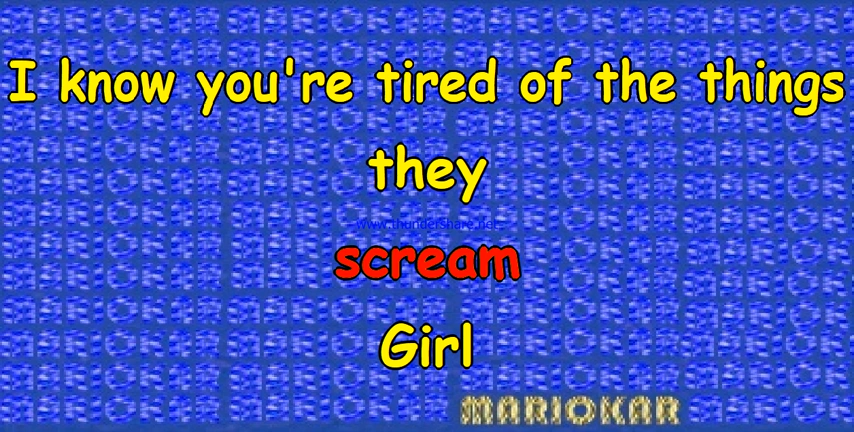 I know you're tired of the things
they
www.thundershare.net
scream
Girl
MARIOKAR